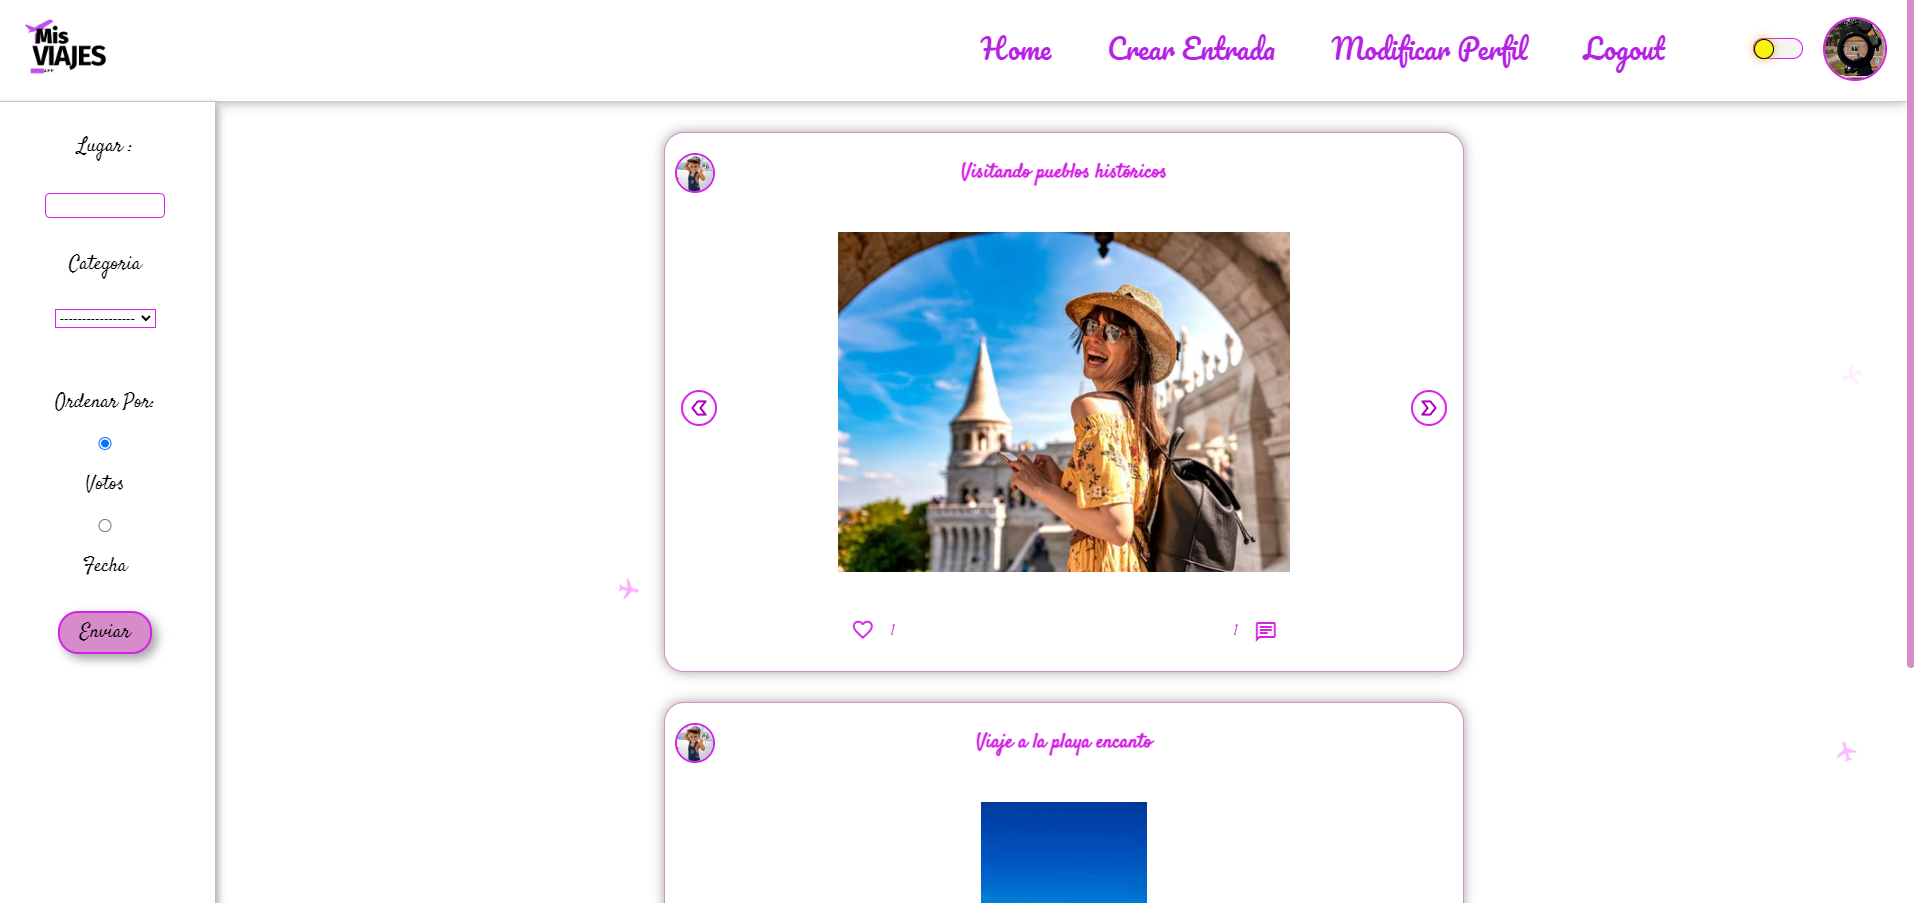 Mis
VIAJES
APP
Home
Crear Entrada
Modificar Perfil
Logout
Lugar :
Categoria
-----------------
Ordenar Por:
Votos
Fecha
Enviar
Visitando pueblos históricos
1
1
Viaje a la playa encanto